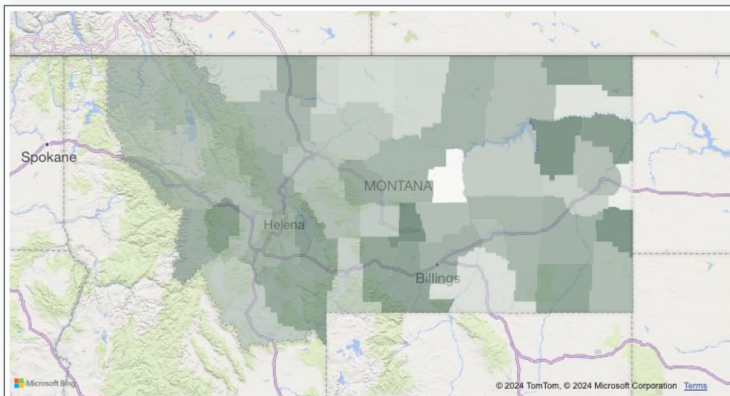 Spokane
MONTANA
Helena
Billings
Microsoft Bing
© 2024 TomTom, © 2024 Microsoft Corporation Terms